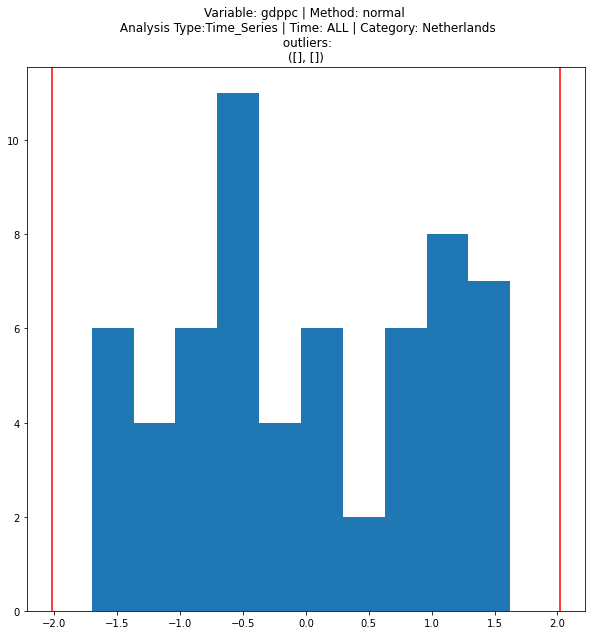 Variable: gdppc | Method: normal
Analysis Type:Time_Series | Time: ALL | Category: Netherlands
outliers:
([], [])
10
8
6
4
2
0
−2.0 −1.5 −1.0 −0.5 0.0 0.5 1.0 1.5 2.0